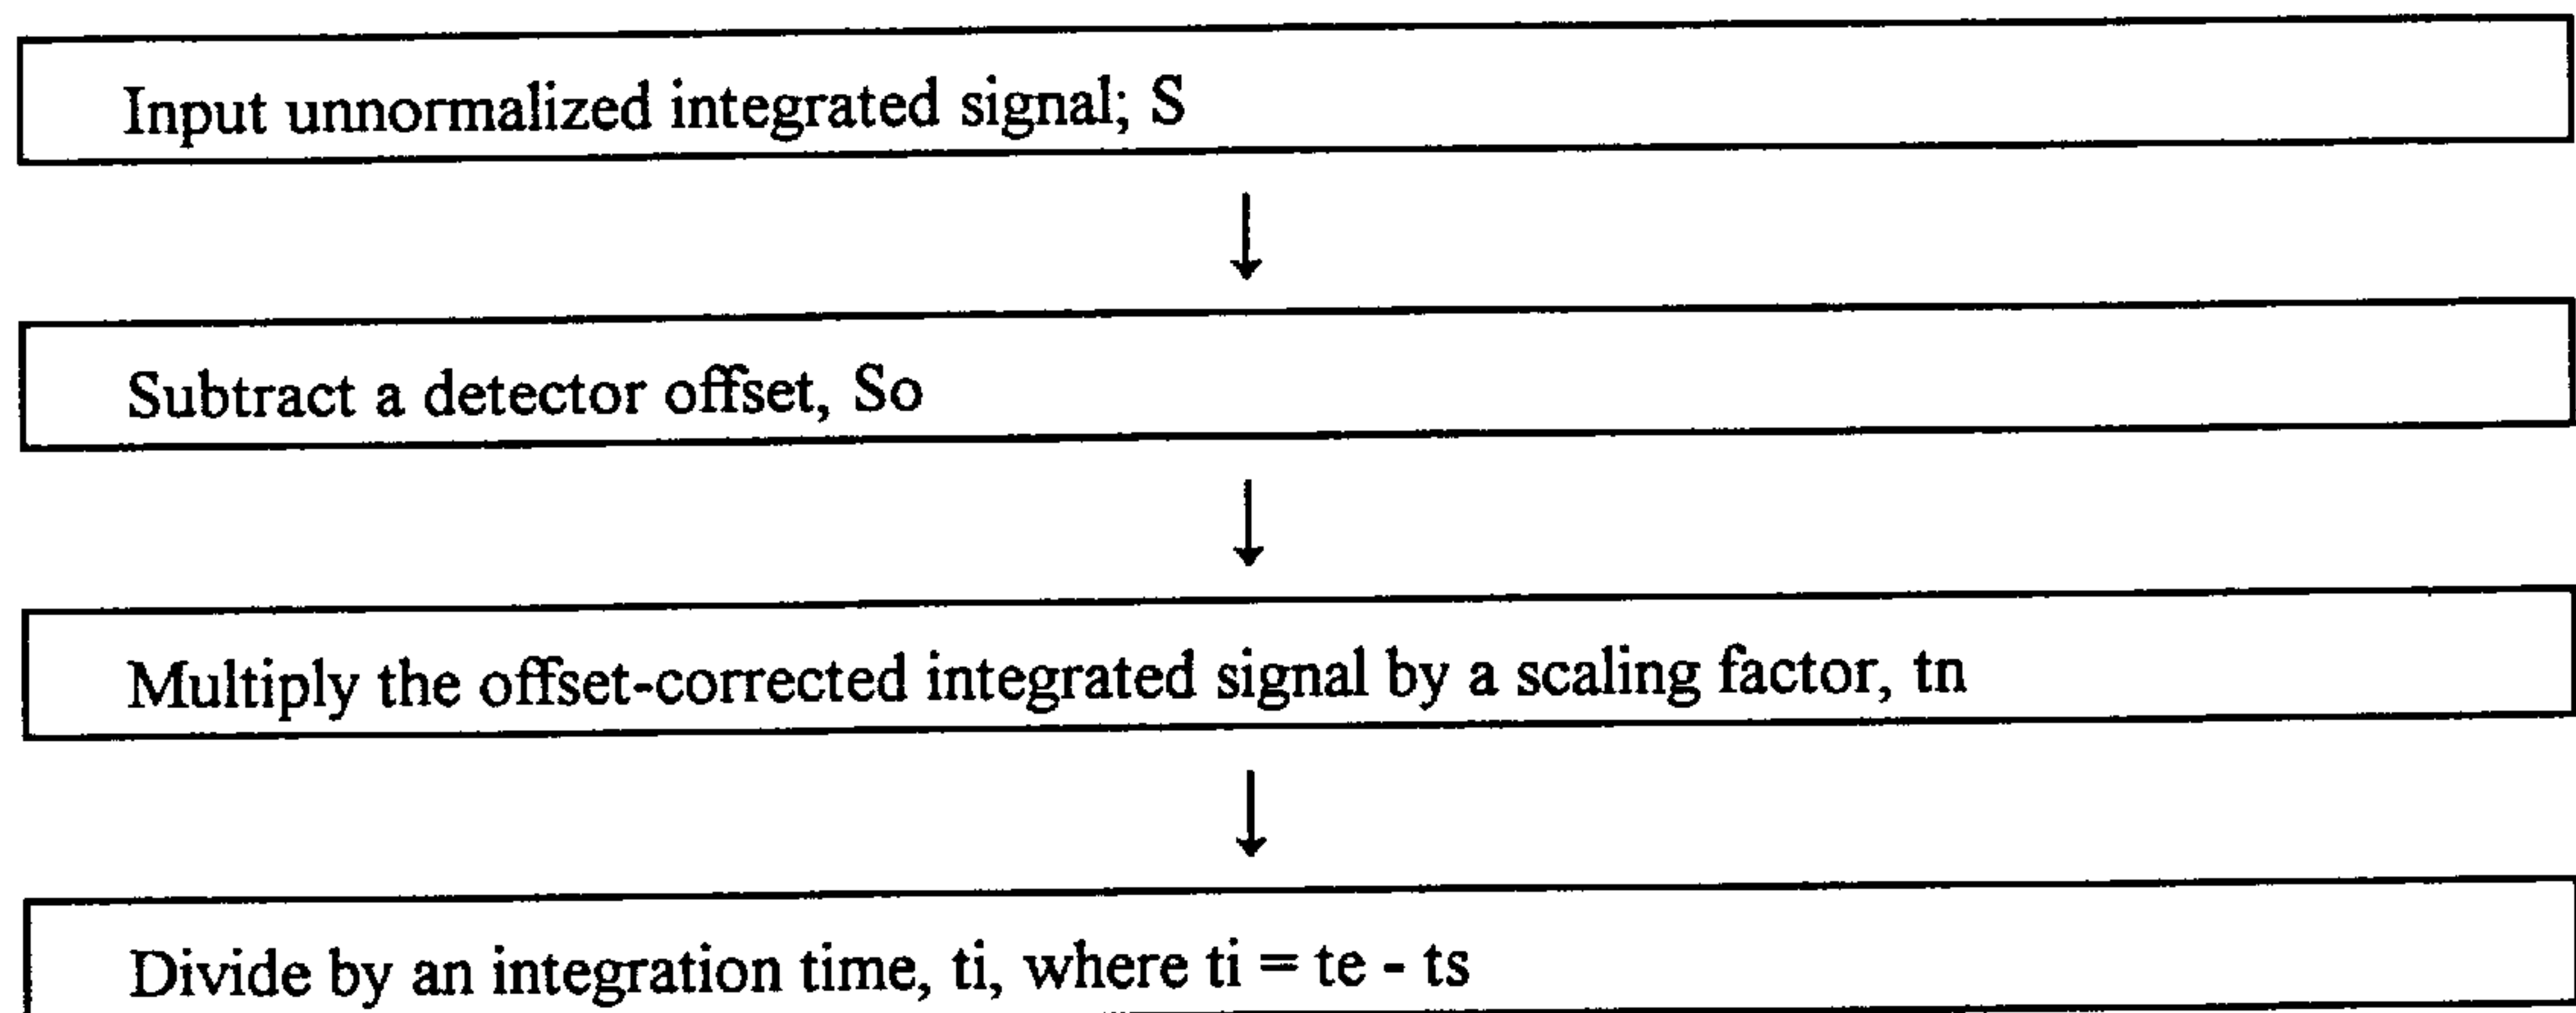 Input unnormalized integrated signal; S
Subtract a detector offset, So
Multiply the offset-corrected integrated signal by a scaling factor, tn
Divide by an integration time, ti, where ti = te - ts